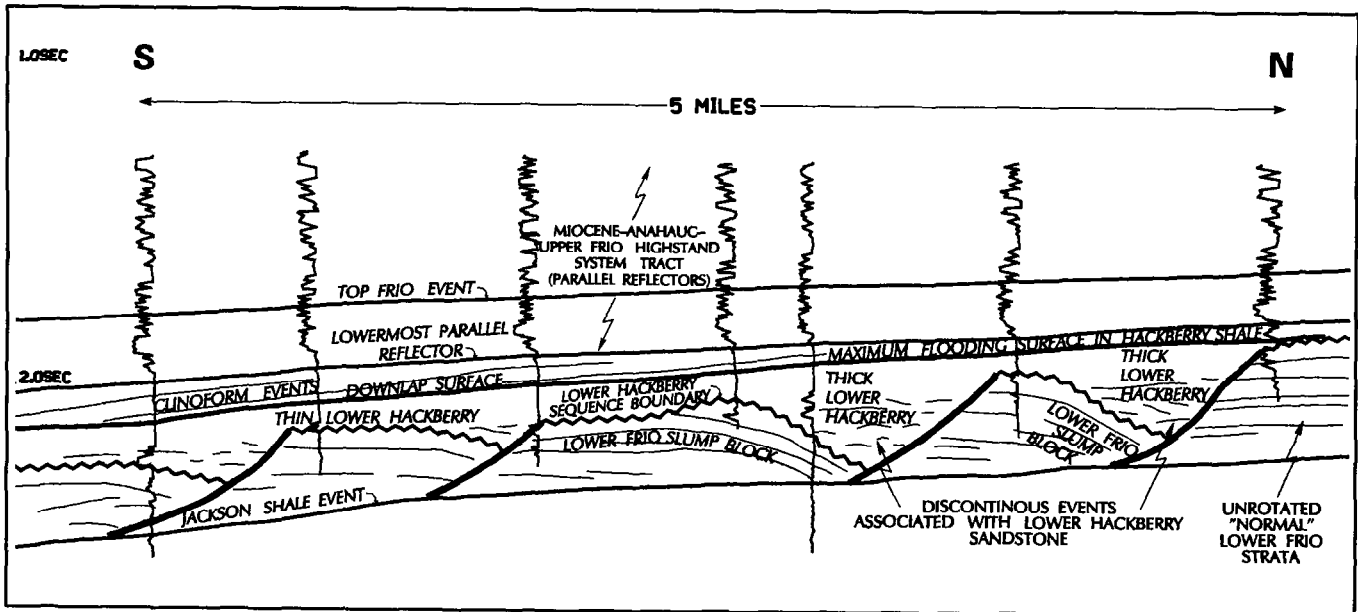 1.0SEC
S
N
5 MILES
MIOCENE-ANAHAUC-
UPPER FRIO HIGHSTAND
SYSTEM TRACT
(PARALLEL REFLECTORS)
TOP FRIO EVENT
LOWERMOST PARALLEL
REFLECTOR
MAXIMUM FLOODING SURFACE IN HACKBERRY SHALE
2.0SEC
CLINOFORM EVENTS
DOWNLAP SURFACE
THIN LOWER HACKBERRY
LOWER HACKBERRY
SEQUENCE BOUNDARY
THICK
LOWER
HACKBERRY
THICK
LOWER
HACKBERRY
LOWER FRIO SLUMP BLOCK
LOWER FRIO
SLUMP
BLOCK
JACKSON SHALE EVENT
DISCONTINOUS EVENTS
ASSOCIATED WITH LOWER HACKBERRY
SANDSTONE
UNROTATED
"NORMAL"
LOWER FRIO
STRATA